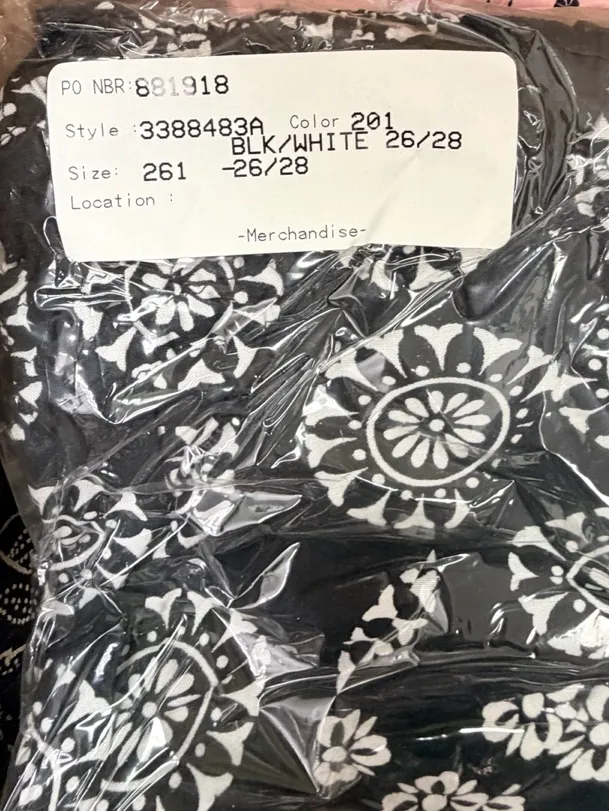 PO NBR:881918
Style :3388483A Color 201
BLK/WHITE 26/28
Size: 261 -26/28
Location :
-Merchandise-